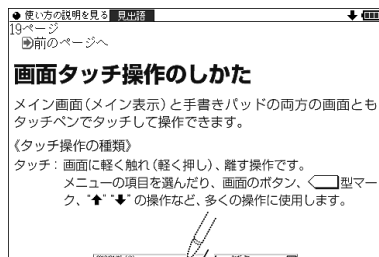 ● 使い方の説明を見る 見出語
19ページ
前のページへ
画面タッチ操作のしかた
メイン画面(メイン表示)と手書きパッドの両方の画面とも
タッチペンでタッチして操作できます。
《タッチ操作の種類》
タッチ:画面に軽く触れ(軽く押し)、離す操作です。
メニューの項目を選んだり、画面のボタン、型マー
ク、"⬆" "⬇" の操作など、多くの操作に使用します。